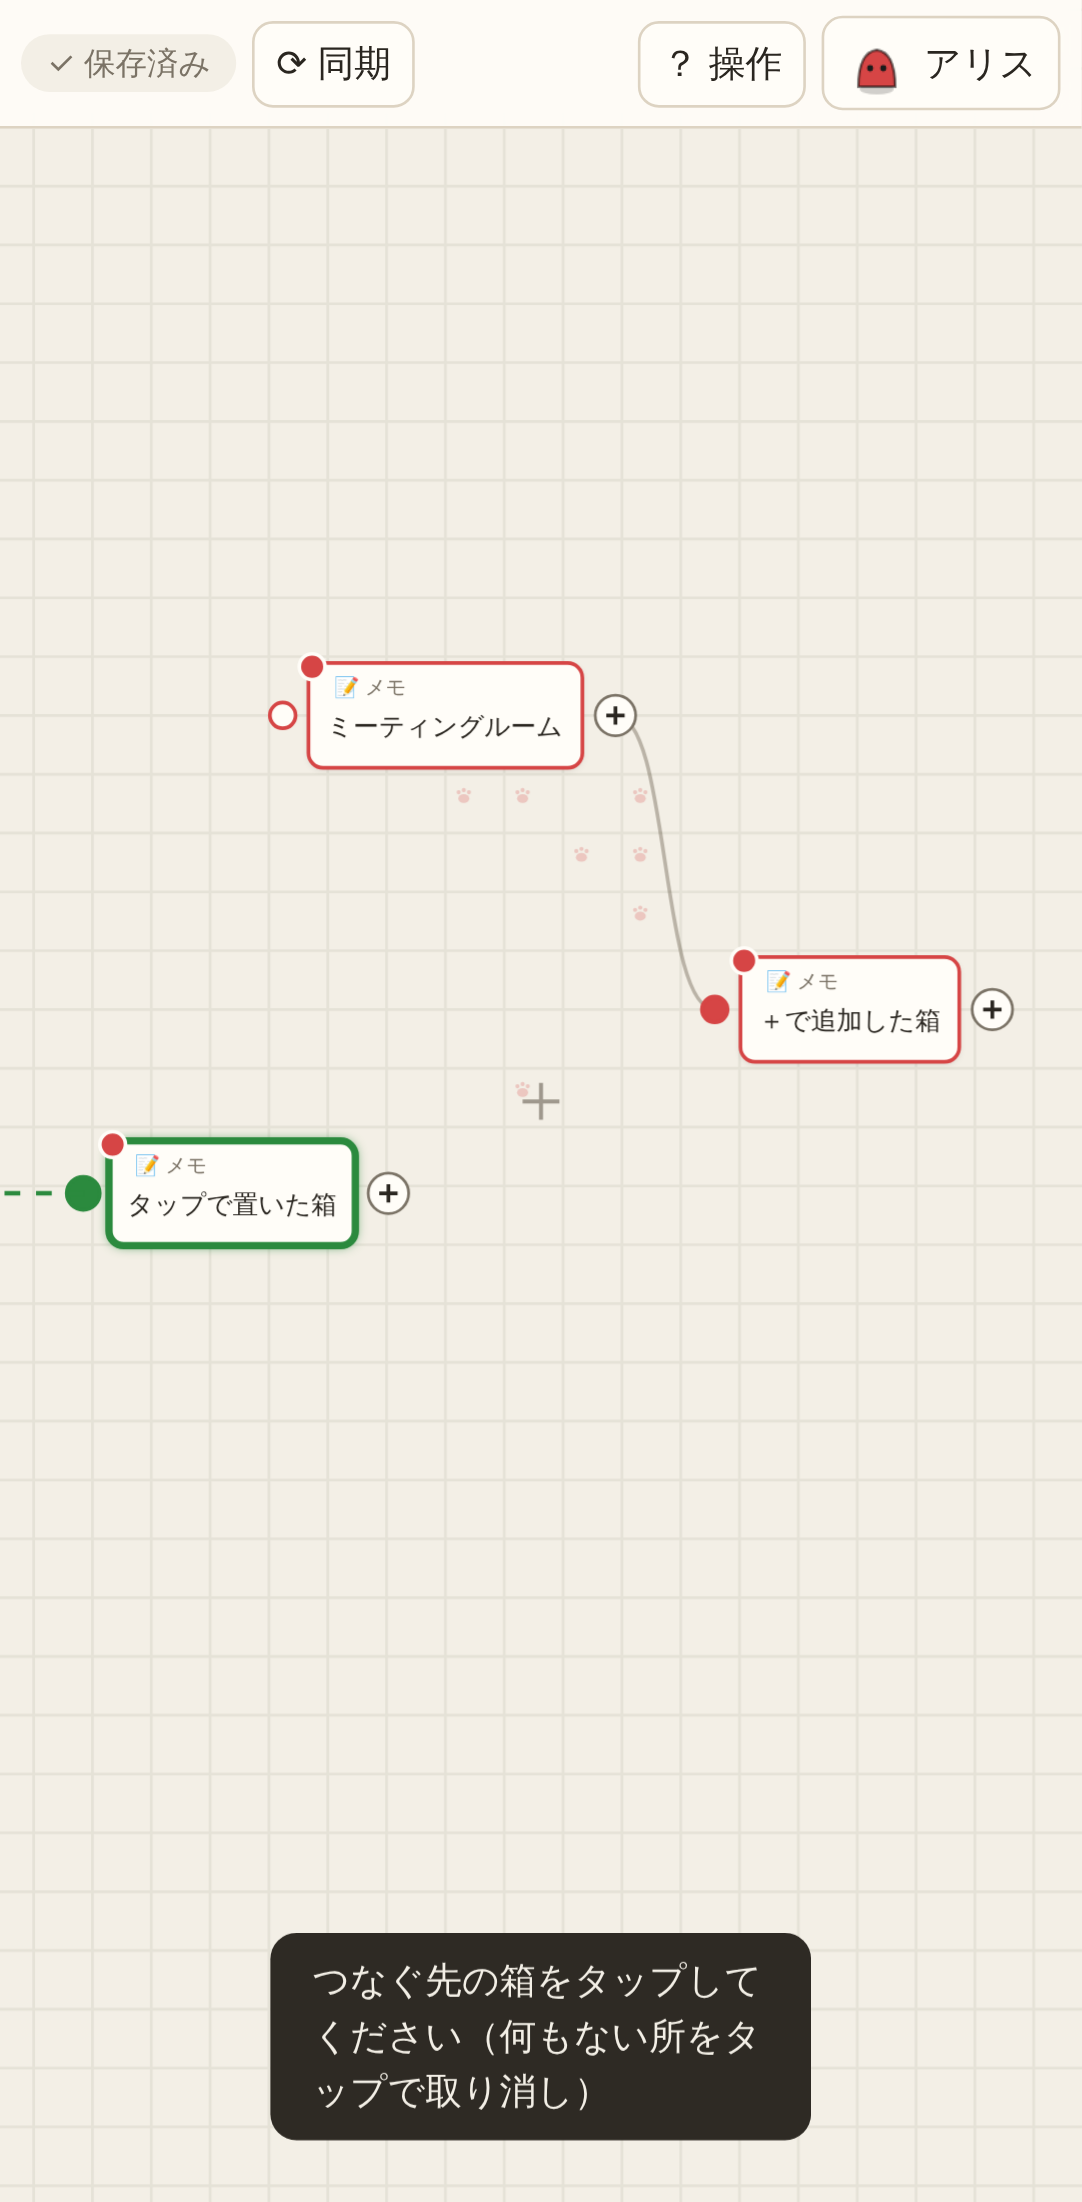 ✓ 保存済み
⟳ 同期
? 操作
アリス
📝 メモ
ミーティングルーム
📝 メモ
＋で追加した箱
📝 メモ
タップで置いた箱
つなぐ先の箱をタップして
ください（何もない所をタ
ップで取り消し）